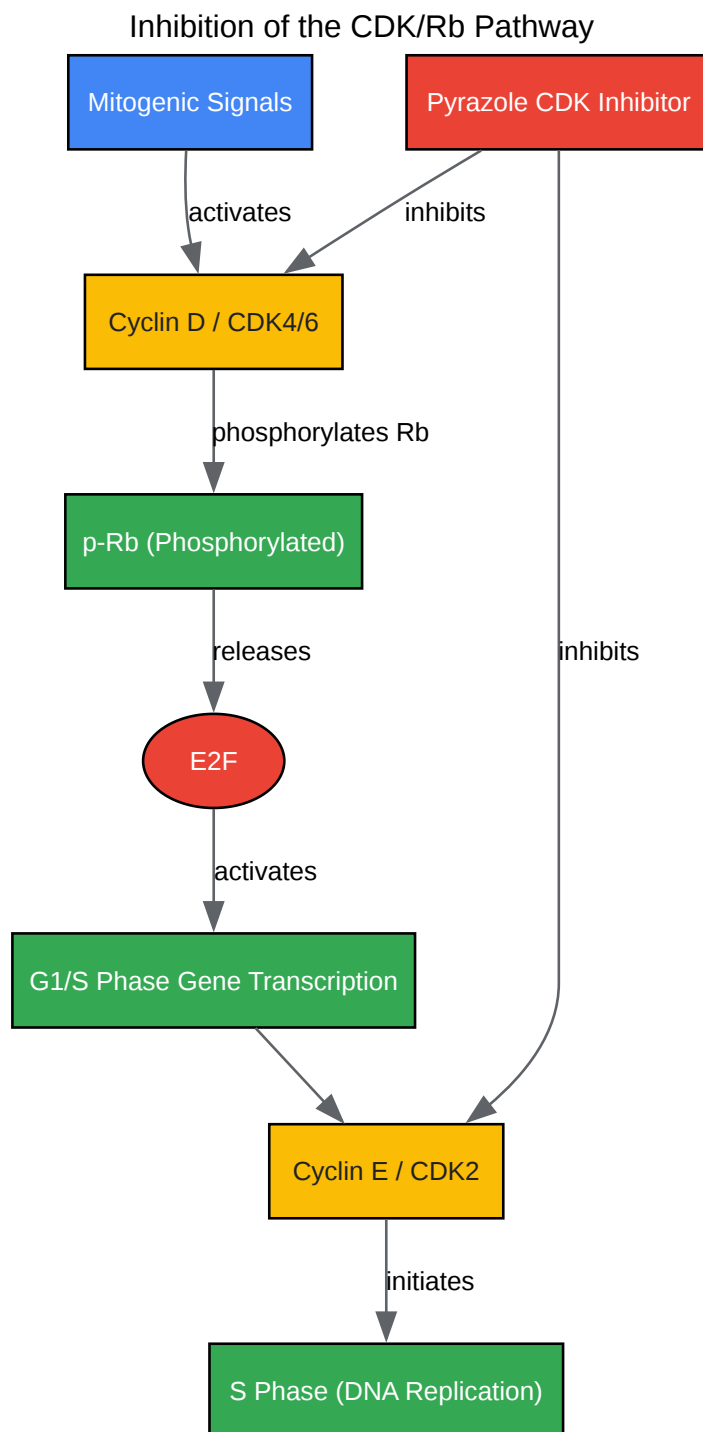 Inhibition of the CDK/Rb Pathway
Mitogenic Signals
Pyrazole CDK Inhibitor
activates
inhibits
Cyclin D / CDK4/6
phosphorylates Rb
p-Rb (Phosphorylated)
releases
inhibits
E2F
activates
G1/S Phase Gene Transcription
Cyclin E / CDK2
initiates
S Phase (DNA Replication)